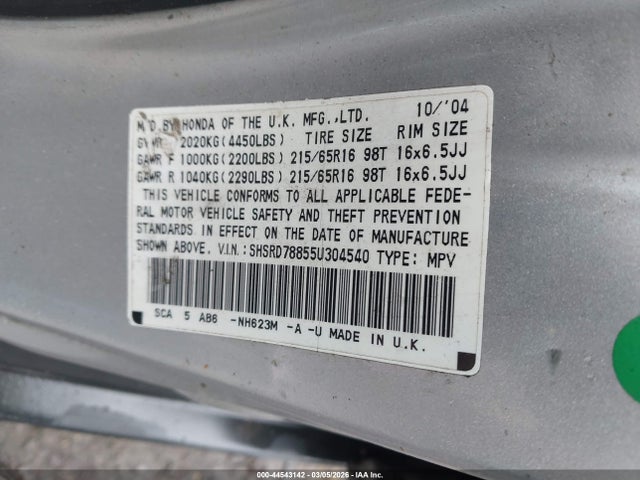 MFD BY HONDA OF THE U.K. MFG.,LTD. 10/'04
GVWR 2020KG(4450LBS) TIRE SIZE RIM SIZE
GAWR F 1000KG(2200LBS) 215/65R16 98T 16x6.5JJ
GAWR R 1040KG(2290LBS) 215/65R16 98T 16x6.5JJ
THIS VEHICLE CONFORMS TO ALL APPLICABLE FEDE-
RAL MOTOR VEHICLE SAFETY AND THEFT PREVENTION
STANDARDS IN EFFECT ON THE DATE OF MANUFACTURE
SHOWN ABOVE. V.I.N.:SHSRD78855U304540 TYPE: MPV
SCA 5 AB6 -NH623M -A -U MADE IN U.K.
000-44543142 - 03/05/2026 - IAA Inc.